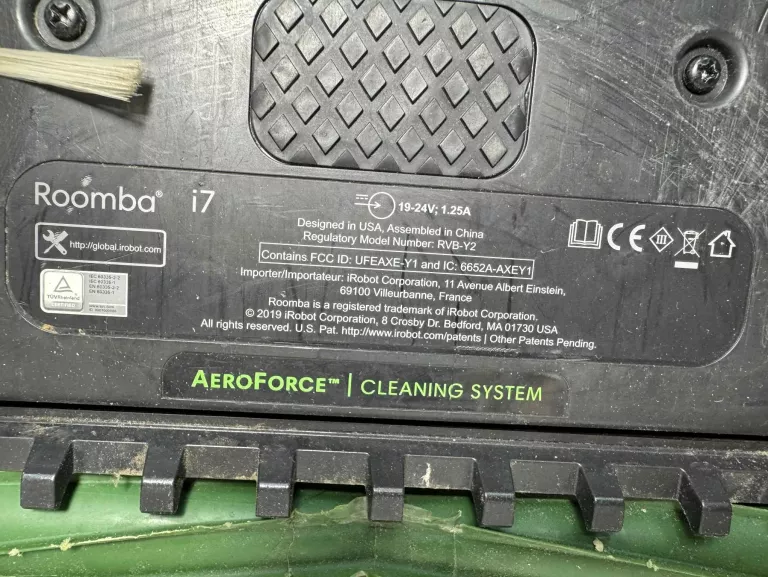 Roomba® i7
19-24V; 1.25A
Designed in USA, Assembled in China
Regulatory Model Number: RVB-Y2
http://global.irobot.com
Contains FCC ID: UFEAXE-Y1 and IC: 6652A-AXEY1
Importer/Importateur: iRobot Corporation, 11 Avenue Albert Einstein,
69100 Villeurbanne, France
Roomba is a registered trademark of iRobot Corporation.
© 2019 iRobot Corporation, 8 Crosby Dr. Bedford, MA 01730 USA
All rights reserved. U.S. Pat. http://www.irobot.com/patents | Other Patents Pending.
CE
III
TÜVRheinland
CERTIFIED
AEROFORCE™ | CLEANING SYSTEM